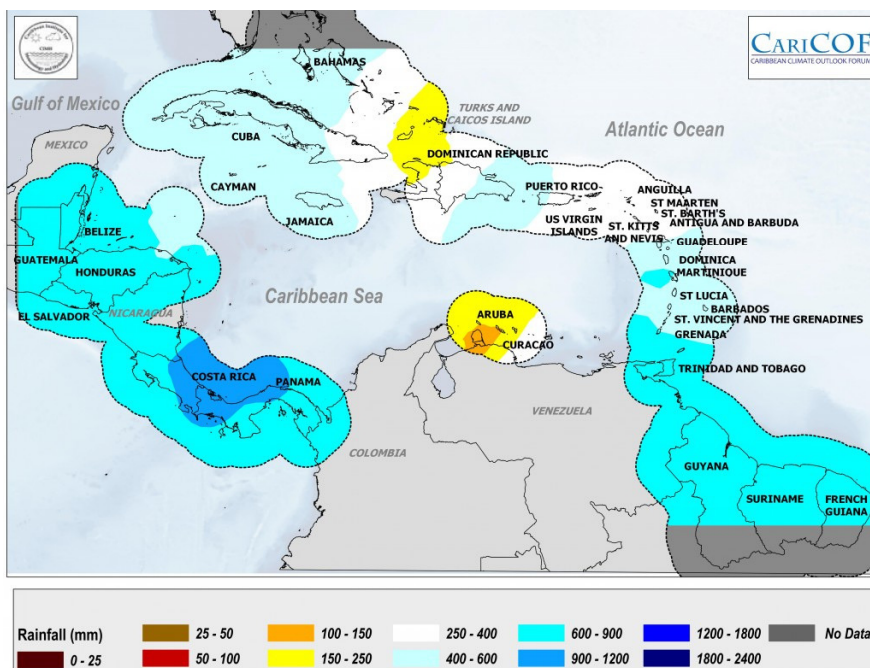 CARICOF
CARIBBEAN CLIMATE OUTLOOK FORUM
BAHAMAS
Gulf of Mexico
TURKS AND
CAICOS ISLAND
Atlantic Ocean
MEXICO
CUBA
DOMINICAN REPUBLIC
CAYMAN
PUERTO RICO
ANGUILLA
ST MAARTEN
ST. BARTH'S
JAMAICA
US VIRGIN
ISLANDS
ST. KITTS
AND NEVIS
ANTIGUA AND BARBUDA
BELIZE
GUADELOUPE
GUATEMALA
DOMINICA
HONDURAS
MARTINIQUE
Caribbean Sea
ST LUCIA
EL SALVADOR
NICARAGUA
ARUBA
BARBADOS
ST. VINCENT AND THE GRENADINES
CURACAO
GRENADA
COSTA RICA
PANAMA
TRINIDAD AND TOBAGO
VENEZUELA
COLOMBIA
GUYANA
SURINAME
FRENCH
GUIANA
Rainfall (mm)
0 - 25
25 - 50
50 - 100
100 - 150
150 - 250
250 - 400
400 - 600
600 - 900
900 - 1200
1200 - 1800
1800 - 2400
No Data